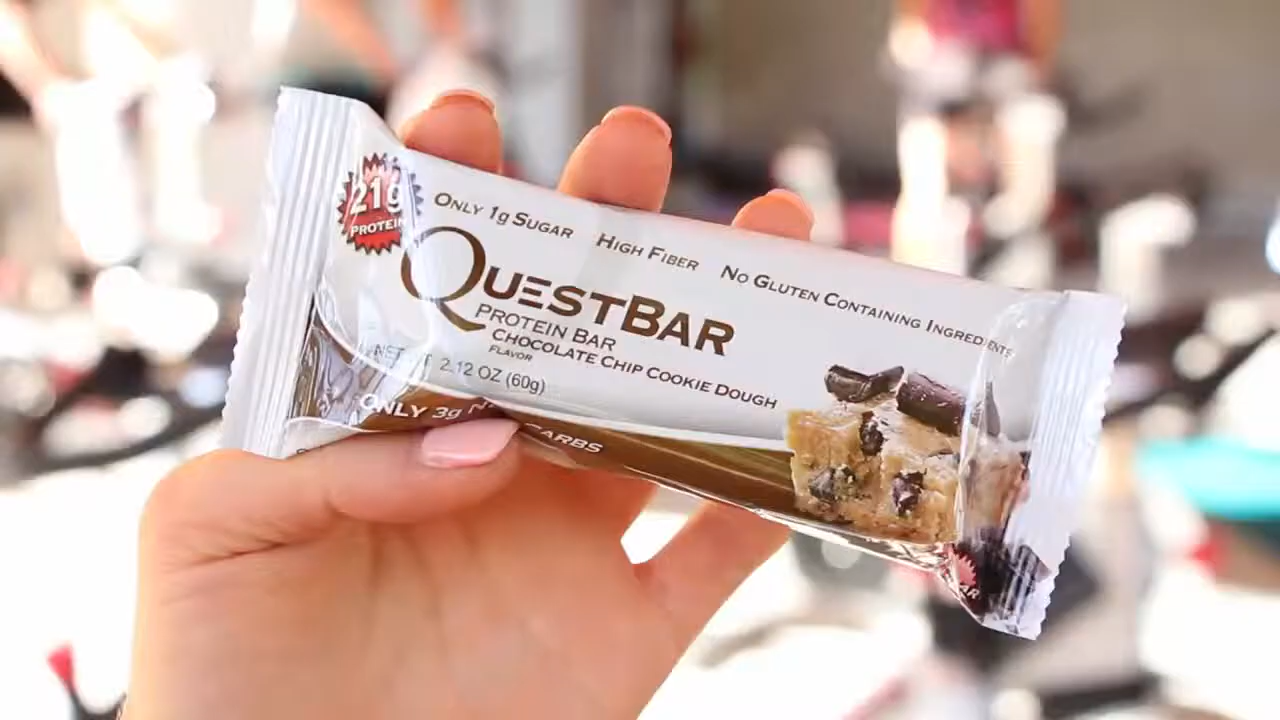 21g
PROTEIN
ONLY 1g SUGAR HIGH FIBER NO GLUTEN CONTAINING INGREDIENTS
QUESTBAR
PROTEIN BAR
CHOCOLATE CHIP COOKIE DOUGH
FLAVOR
NET 2.12 OZ (60g)
ONLY 3g CARBS